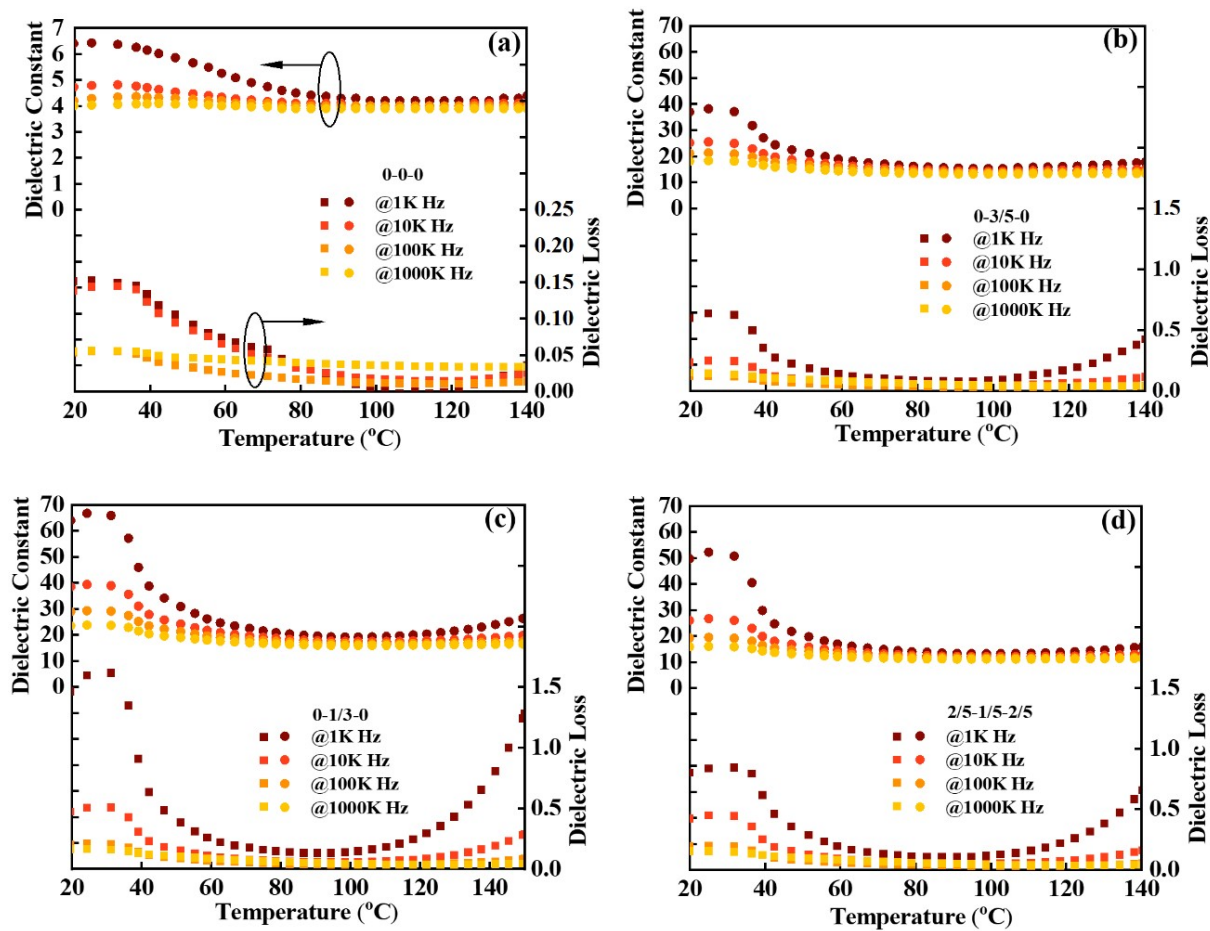 (a)
Dielectric Constant
7
6
5
4
3
2
1
0
0-0-0
@1K Hz
@10K Hz
@100K Hz
@1000K Hz
0.25
0.20
0.15
0.10
0.05
0.00
Dielectric Loss
20 40 60 80 100 120 140
Temperature (°C)
(b)
Dielectric Constant
70
60
50
40
30
20
10
0
0-3/5-0
@1K Hz
@10K Hz
@100K Hz
@1000K Hz
1.5
1.0
0.5
0.0
Dielectric Loss
20 40 60 80 100 120 140
Temperature (°C)
(c)
Dielectric Constant
70
60
50
40
30
20
10
0
0-1/3-0
@1K Hz
@10K Hz
@100K Hz
@1000K Hz
1.5
1.0
0.5
0.0
Dielectric Loss
20 40 60 80 100 120 140
Temperature (°C)
(d)
Dielectric Constant
70
60
50
40
30
20
10
0
2/5-1/5-2/5
@1K Hz
@10K Hz
@100K Hz
@1000K Hz
1.5
1.0
0.5
0.0
Dielectric Loss
20 40 60 80 100 120 140
Temperature (°C)